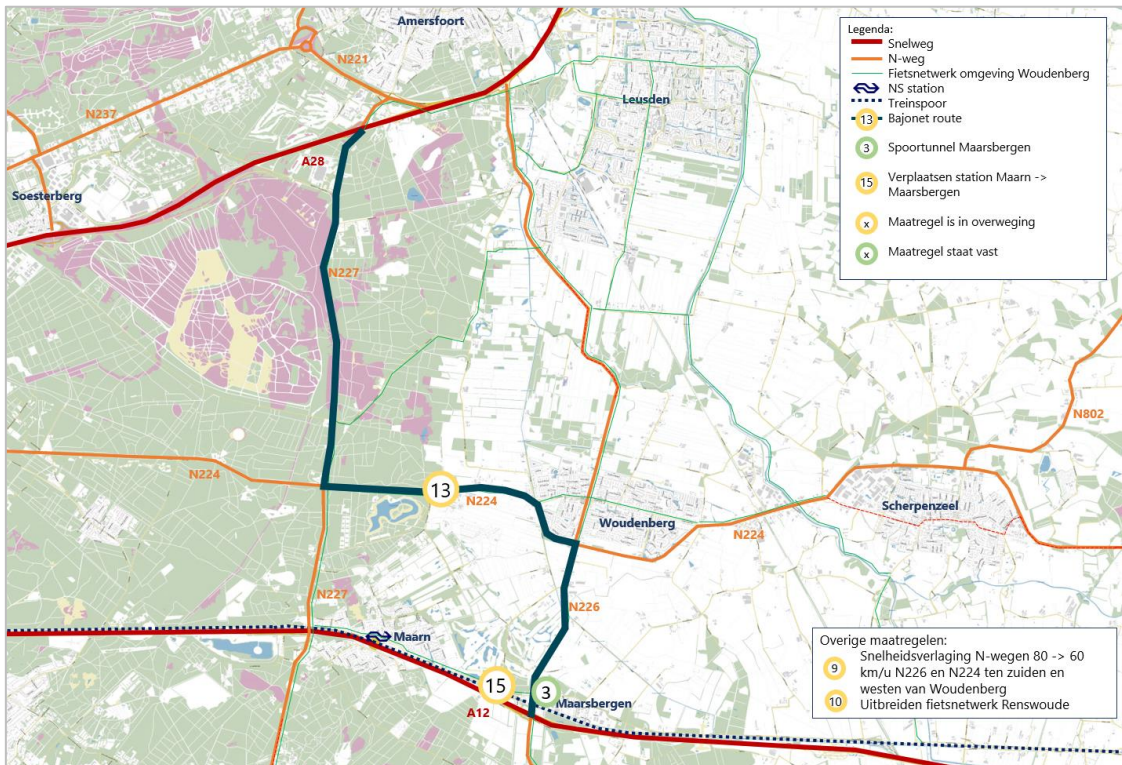 Amersfoort
N221
N237
Leusden
A28
Soesterberg
N227
N802
N224
13
N224
Woudenberg
N224
Scherpenzeel
N227
N226
Maarn
15
3
Maarsbergen
A12
Legenda:
Snelweg
N-weg
Fietsnetwerk omgeving Woudenberg
NS station
Treinspoor
13 Bajonet route
3 Spoortunnel Maarsbergen
15 Verplaatsen station Maarn ->
Maarsbergen
x Maatregel is in overweging
x Maatregel staat vast
Overige maatregelen:
9 Snelheidsverlaging N-wegen 80 -> 60
km/u N226 en N224 ten zuiden en
westen van Woudenberg
10 Uitbreiden fietsnetwerk Renswoude